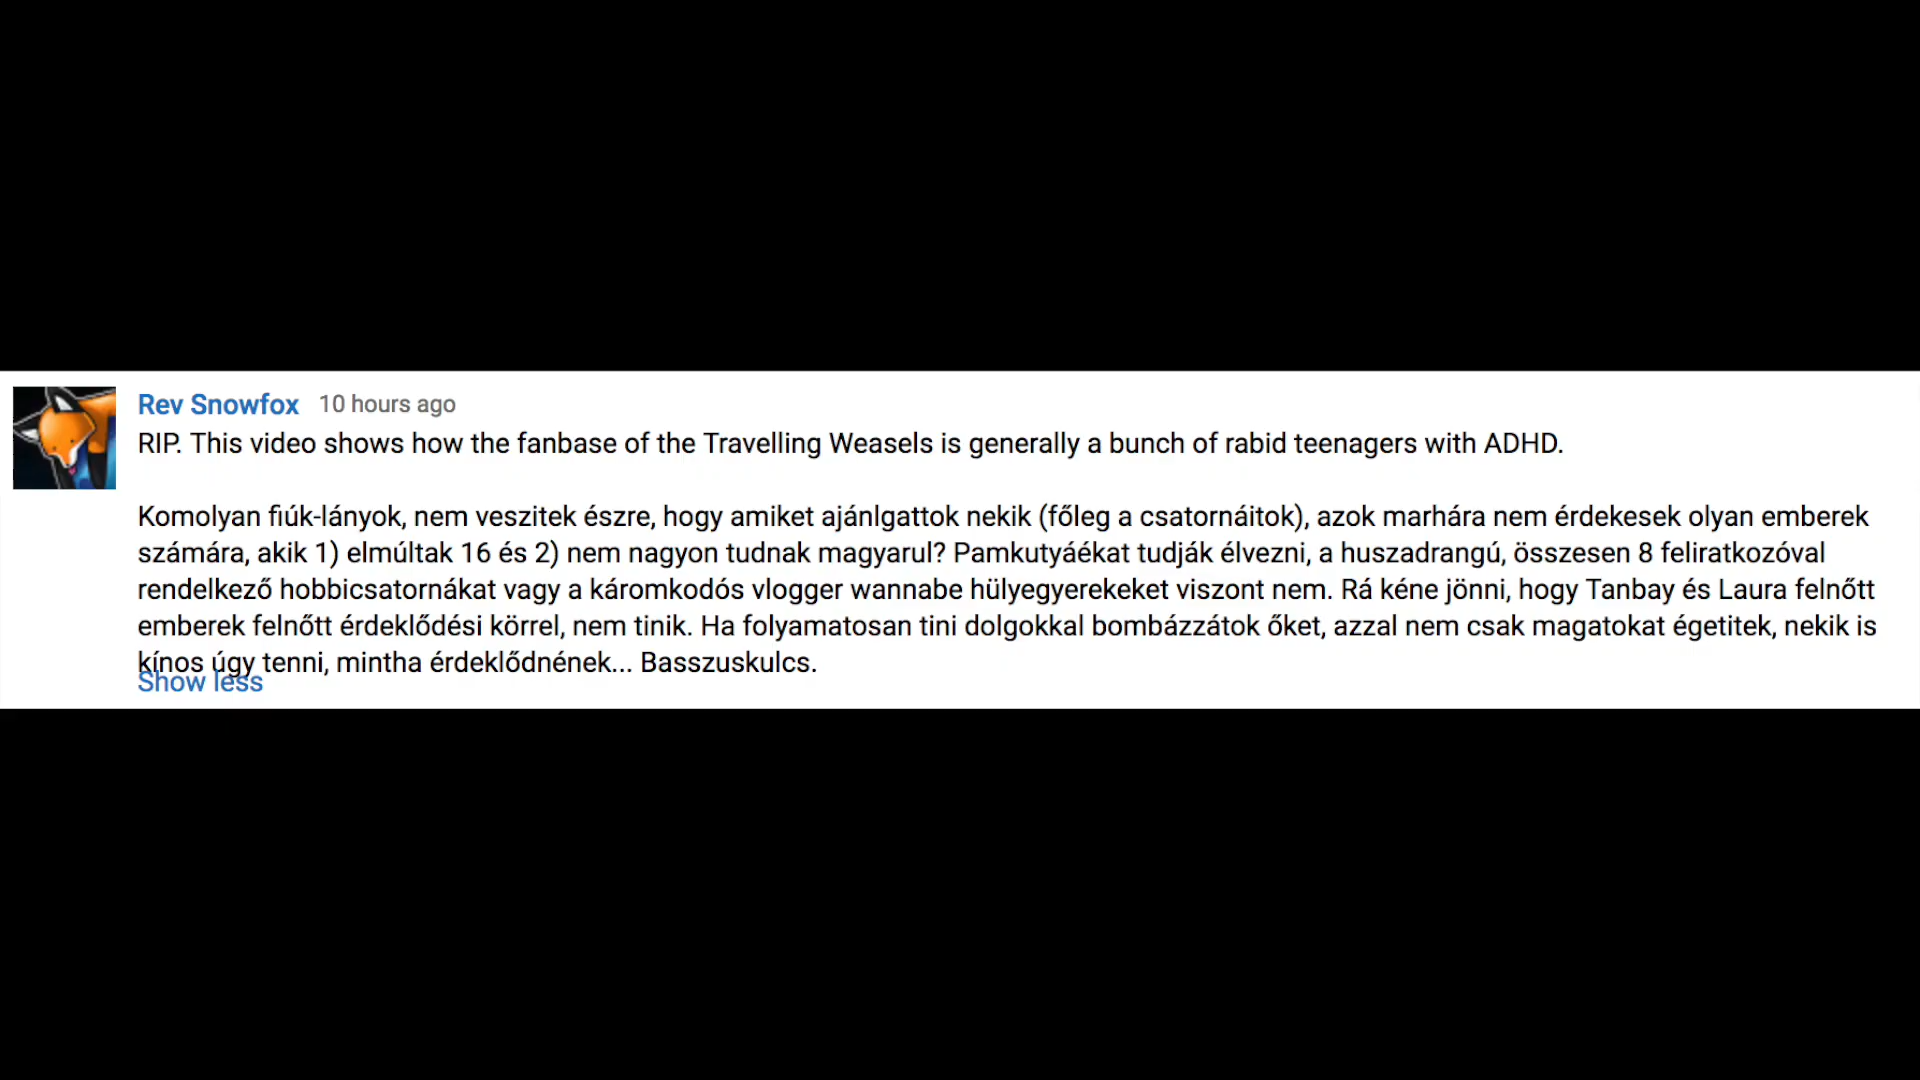 Rev Snowfox 10 hours ago
RIP. This video shows how the fanbase of the Travelling Weasels is generally a bunch of rabid teenagers with ADHD.
Komolyan fiúk-lányok, nem veszitek észre, hogy amiket ajánlgattok nekik (főleg a csatornáitok), azok marhára nem érdekesek olyan emberek
számára, akik 1) elmúltak 16 és 2) nem nagyon tudnak magyarul? Pamkutyáékat tudják élvezni, a huszadrangú, összesen 8 feliratkozóval
rendelkező hobbicsatornákat vagy a káromkodós vlogger wannabe hülyegyerekeket viszont nem. Rá kéne jönni, hogy Tanbay és Laura felnőtt
emberek felnőtt érdeklődési körrel, nem tinik. Ha folyamatosan tini dolgokkal bombázzátok őket, azzal nem csak magatokat égetitek, nekik is
kínos úgy tenni, mintha érdeklődnének... Basszuskulcs.
Show less